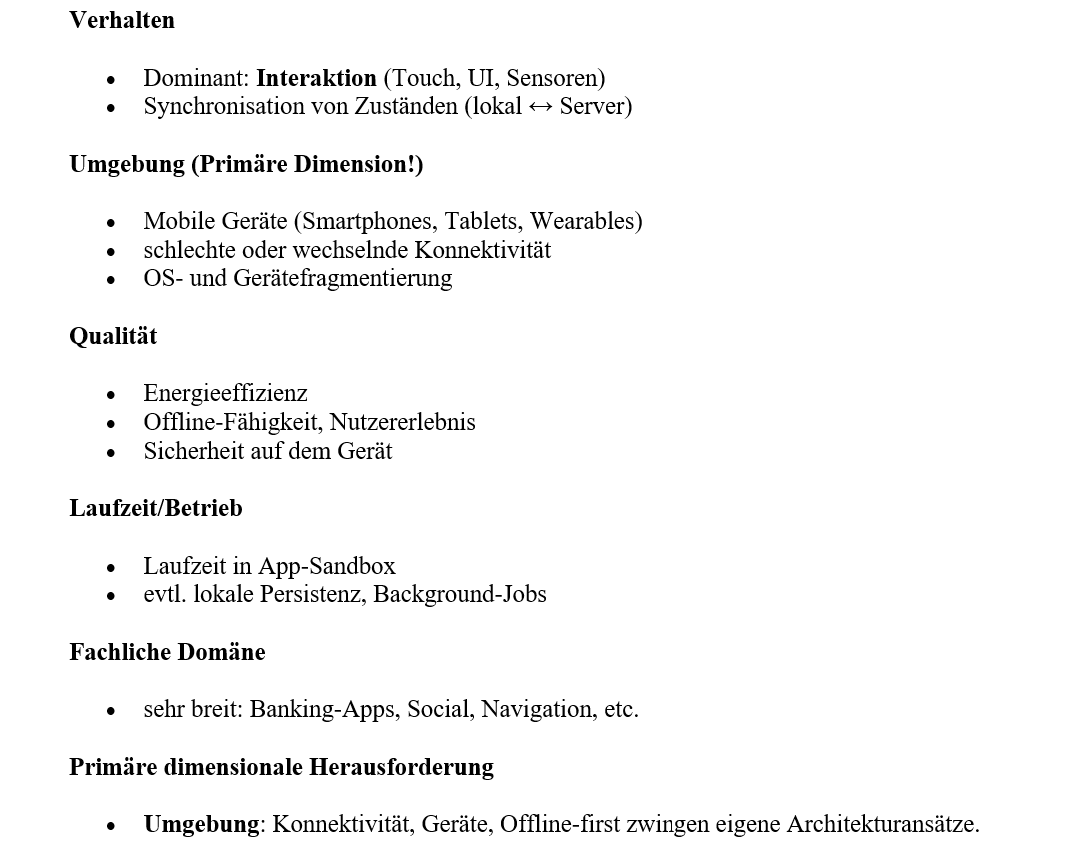 Verhalten
• Dominant: Interaktion (Touch, UI, Sensoren)
• Synchronisation von Zuständen (lokal ↔ Server)
Umgebung (Primäre Dimension!)
• Mobile Geräte (Smartphones, Tablets, Wearables)
• schlechte oder wechselnde Konnektivität
• OS- und Gerätefragmentierung
Qualität
• Energieeffizienz
• Offline-Fähigkeit, Nutzererlebnis
• Sicherheit auf dem Gerät
Laufzeit/Betrieb
• Laufzeit in App-Sandbox
• evtl. lokale Persistenz, Background-Jobs
Fachliche Domäne
• sehr breit: Banking-Apps, Social, Navigation, etc.
Primäre dimensionale Herausforderung
• Umgebung: Konnektivität, Geräte, Offline-first zwingen eigene Architekturansätze.